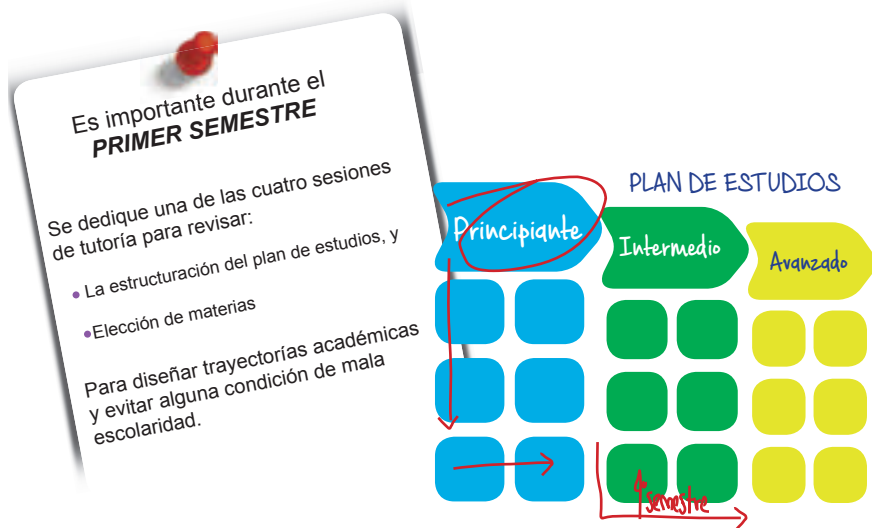 Es importante durante el
PRIMER SEMESTRE
Se dedique una de las cuatro sesiones
de tutoría para revisar:
• La estructuración del plan de estudios, y
•Elección de materias
Para diseñar trayectorías académicas
y evitar alguna condición de mala
escolaridad.
PLAN DE ESTUDIOS
Principiante
Intermedio
Avanzado
semestre